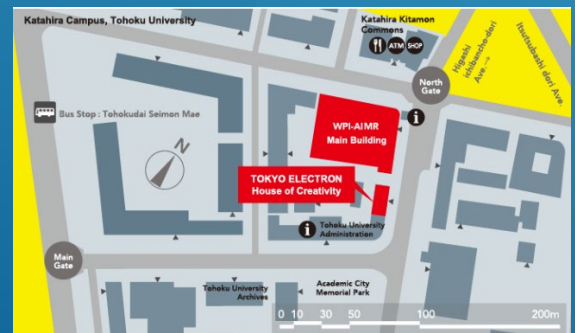 Katahira Campus, Tohoku University
Katahira Kitamon
Commons
ATM
SHOP
Higashi
ichibancho-dori
Ave.→
Itsutsubashi dori Ave.
North
Gate
Bus Stop : Tohokudai Seimon Mae
N
i
WPI-AIMR
Main Building
TOKYO ELECTRON
House of Creativity
i
Tohoku University
Administration
Main
Gate
Tohoku University
Archives
Academic City
Memorial Park
0 10 30 50 100 200m